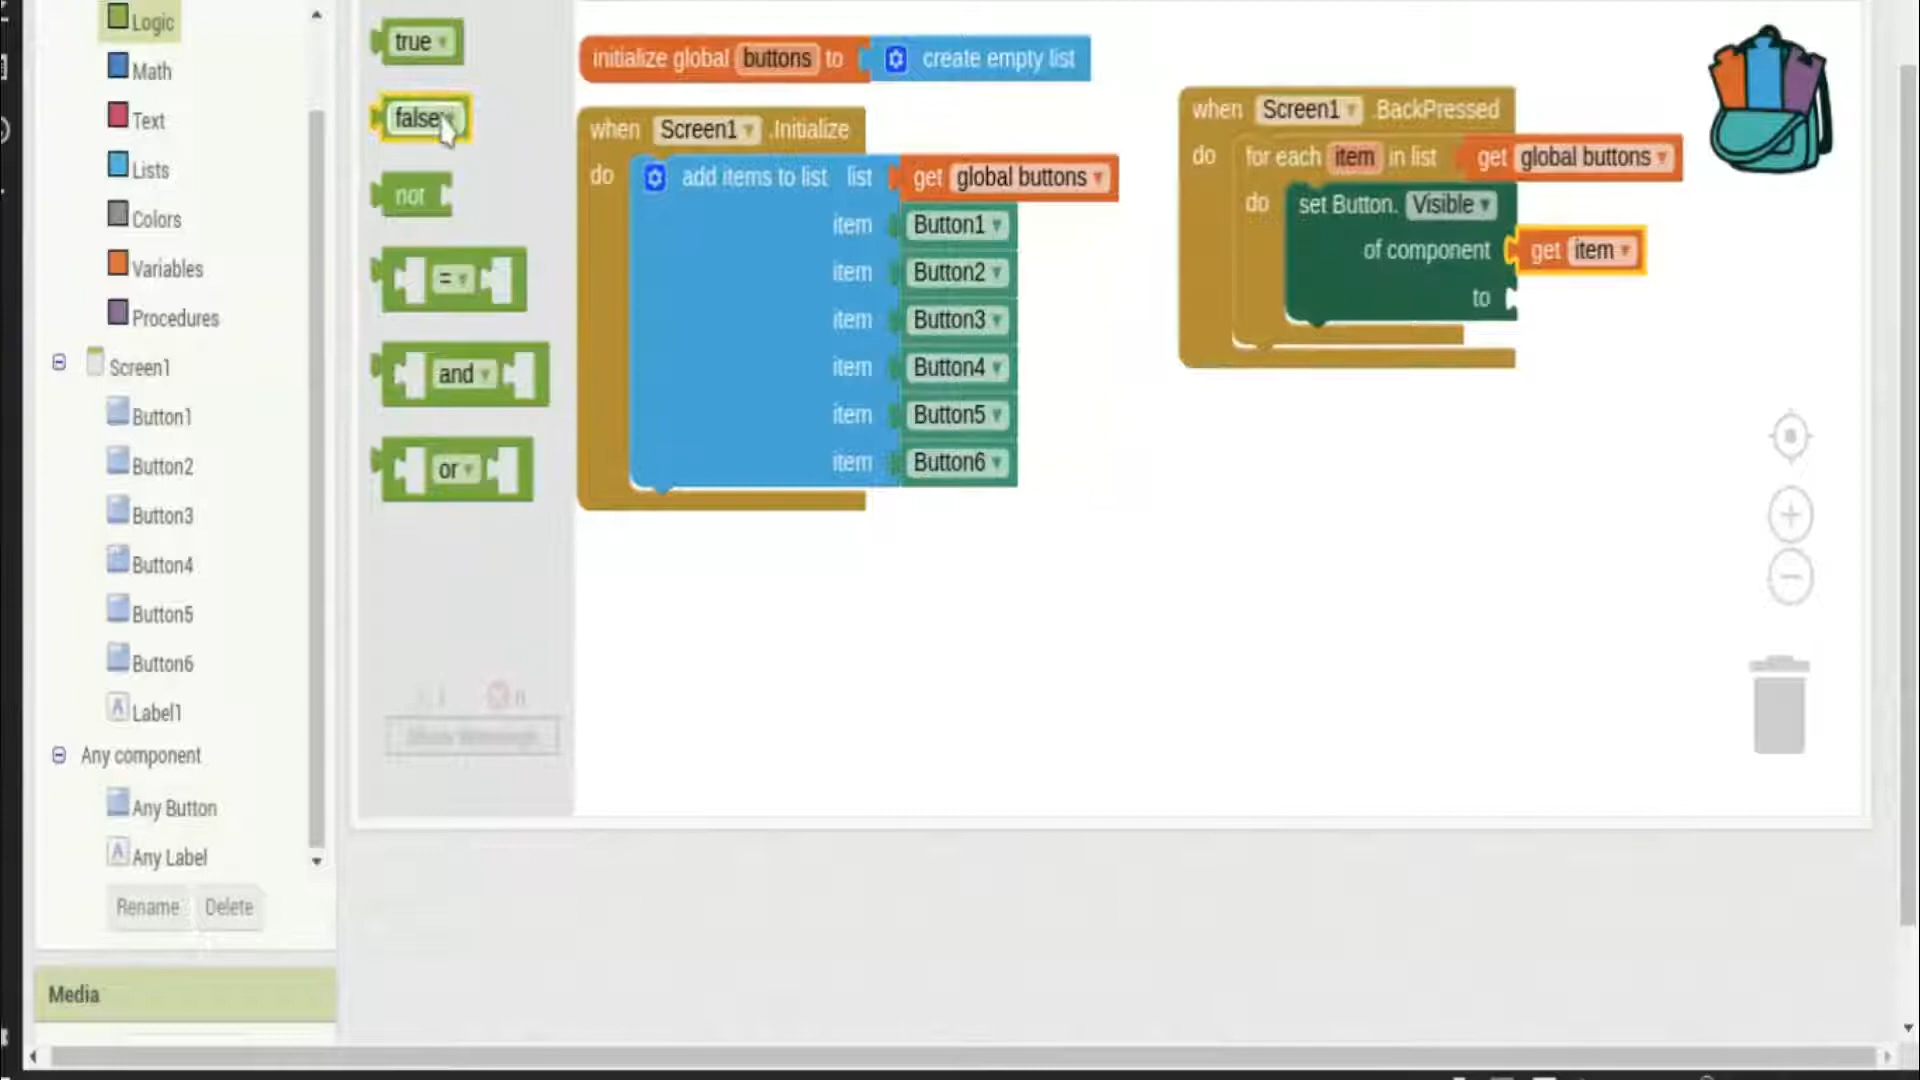 Logic
Math
Text
Lists
Colors
Variables
Procedures
Screen1
Button1
Button2
Button3
Button4
Button5
Button6
Label1
Any component
Any Button
Any Label
Rename
Delete
Media
true
false
not
=
and
or
initialize global buttons to create empty list
when Screen1 .Initialize
do add items to list list get global buttons
item Button1
item Button2
item Button3
item Button4
item Button5
item Button6
when Screen1 .BackPressed
do for each item in list get global buttons
do set Button. Visible
of component get item
to